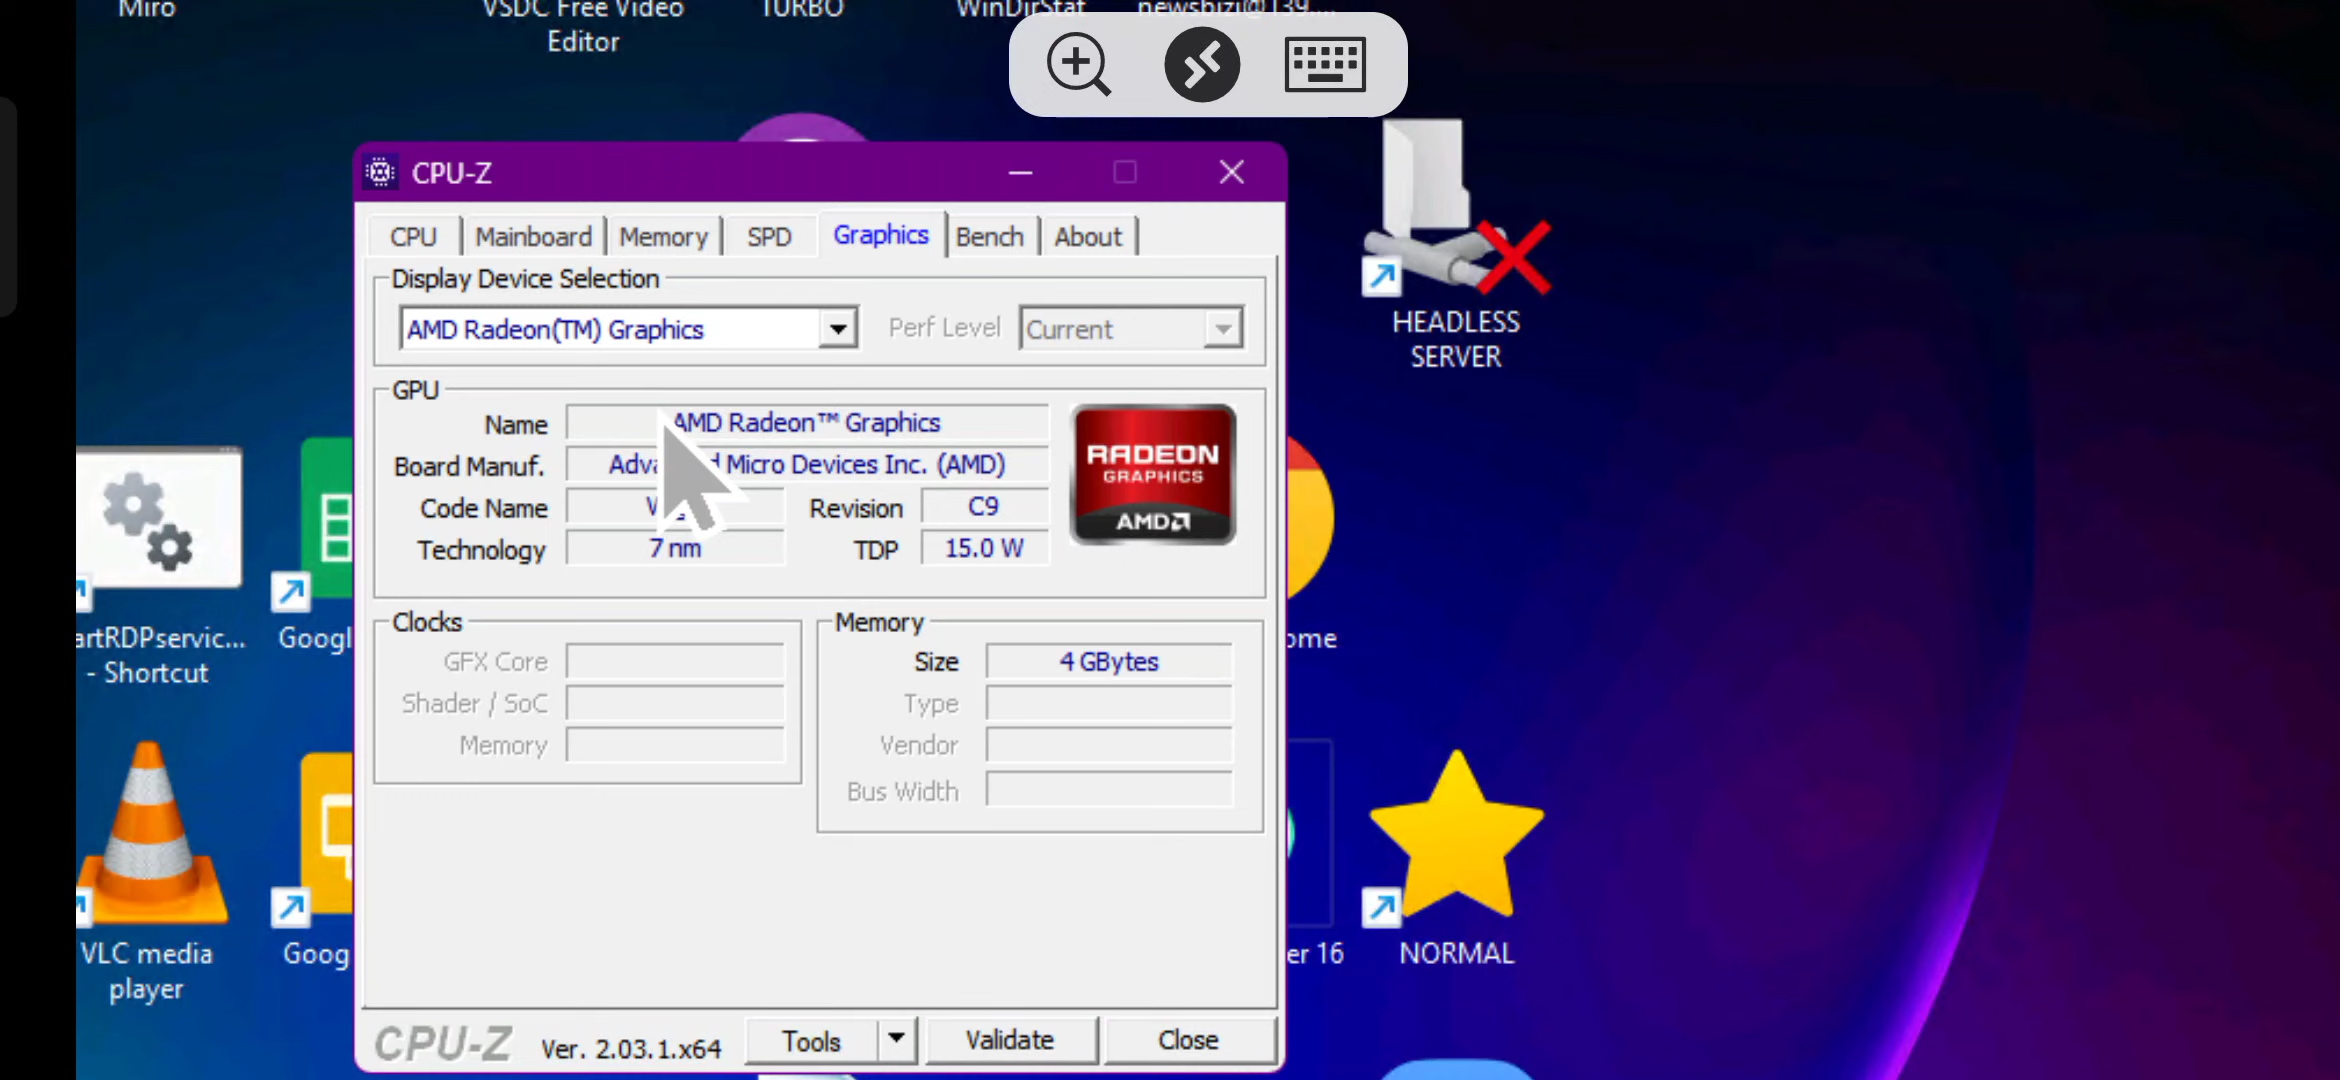 Miro
VSDC Free Video
Editor
TURBO
WinDirStat
CPU-Z
CPU
Mainboard
Memory
SPD
Graphics
Bench
About
Display Device Selection
AMD Radeon(TM) Graphics
Perf Level
Current
GPU
Name
AMD Radeon™ Graphics
Board Manuf.
Micro Devices Inc. (AMD)
Code Name
Revision
C9
Technology
7 nm
TDP
15.0 W
RADEON
GRAPHICS
AMD
Clocks
GFX Core
Shader / SoC
Memory
Memory
Size
4 GBytes
Type
Vendor
Bus Width
CPU-Z
Ver. 2.03.1.x64
Tools
Validate
Close
HEADLESS
SERVER
artRDPservic...
- Shortcut
Googl
ome
VLC media
player
Goog
er 16
NORMAL